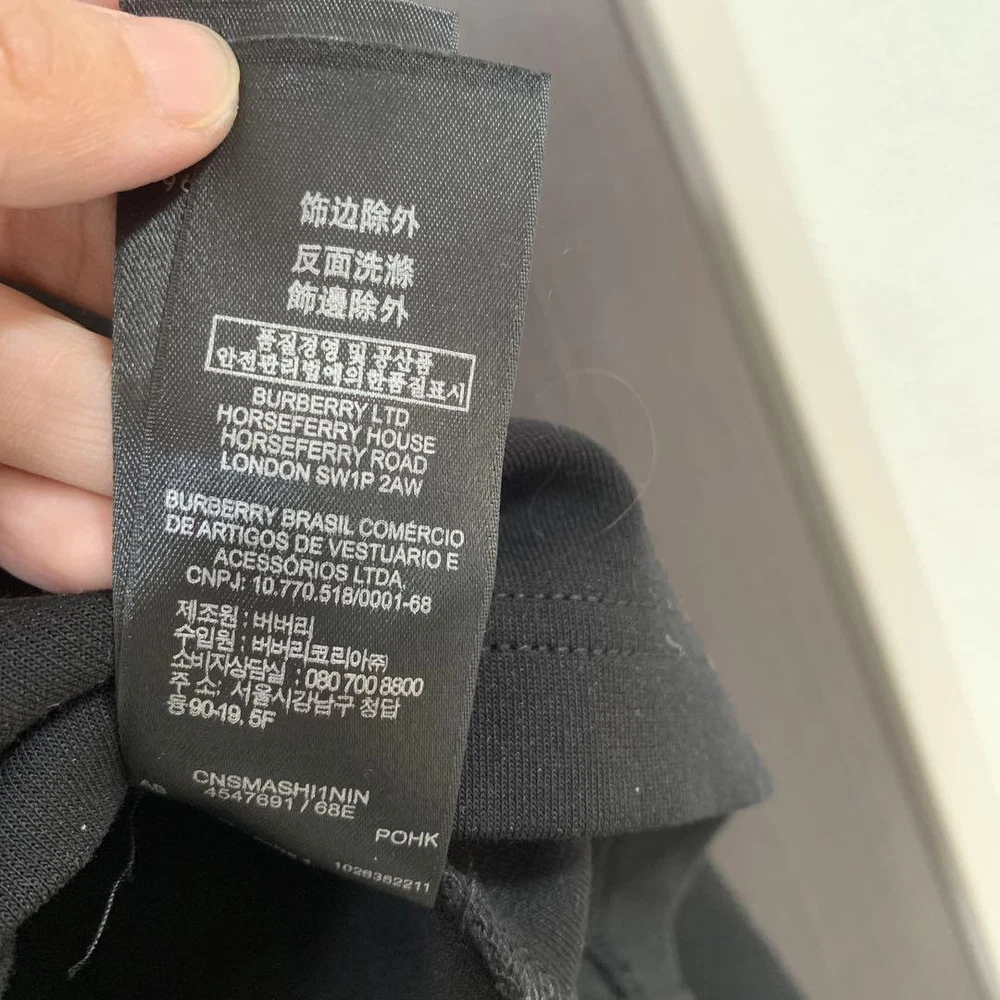 饰边除外
反面洗滌
飾邊除外
품질경영 및 공산품
안전관리법에의한품질표시
BURBERRY LTD
HORSEFERRY HOUSE
HORSEFERRY ROAD
LONDON SW1P 2AW
BURBERRY BRASIL COMÉRCIO
DE ARTIGOS DE VESTUÁRIO E
ACESSÓRIOS LTDA.
CNPJ: 10.770.518/0001-68
제조원 : 버버리
수입원 : 버버리코리아㈜
소비자상담실 : 080 700 8800
주 소: 서울시강남구 청담
동 90-19, 5F
CNSMASHI1NIN
4547691 / 68E
POHK
1026352211